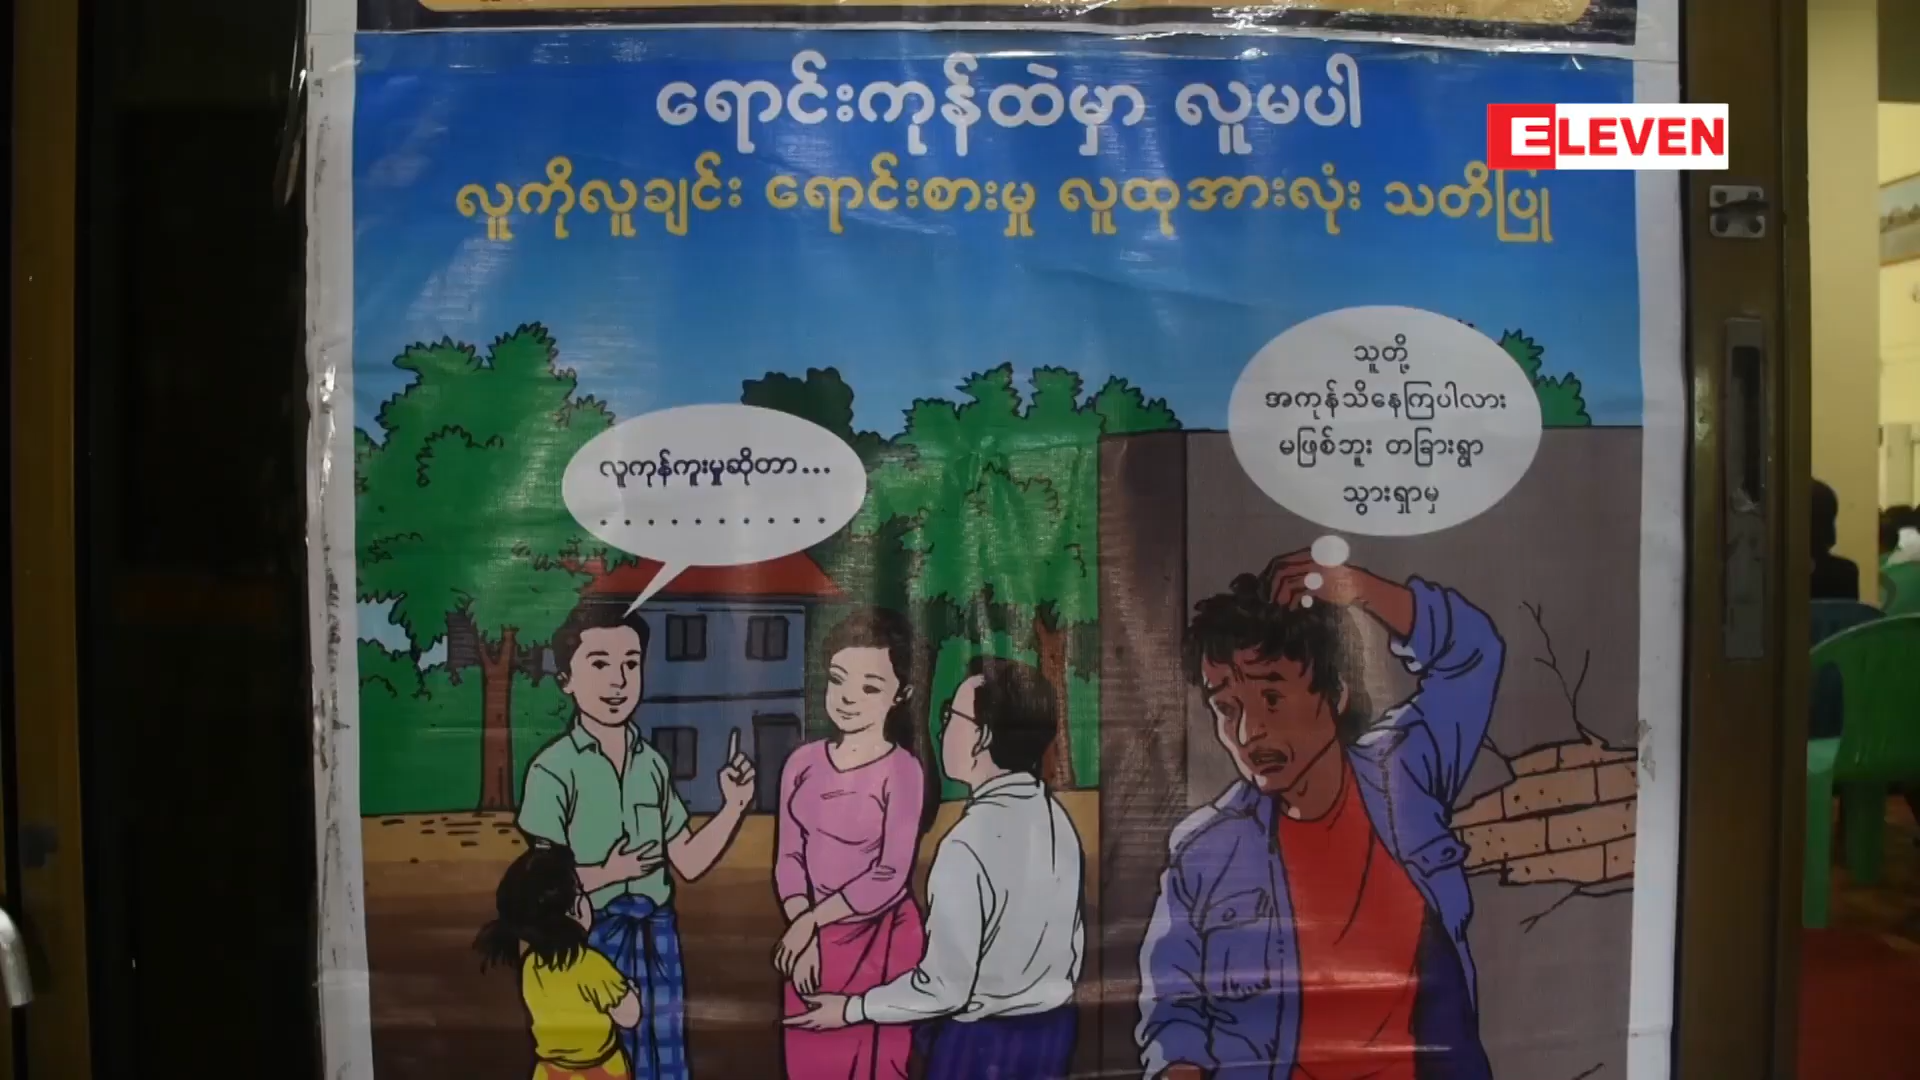 ရောင်းကုန်ထဲမှာ လူမပါ
ELEVEN
လူကိုလူချင်း ရောင်းစားမှု လူထုအားလုံး သတိပြု
သူတို့
အကုန်သိနေကြပါလား
မဖြစ်ဘူး တခြားရွာ
သွားရှာမှ
လူကုန်ကူးမှုဆိုတာ...
. . . . . . . . . .